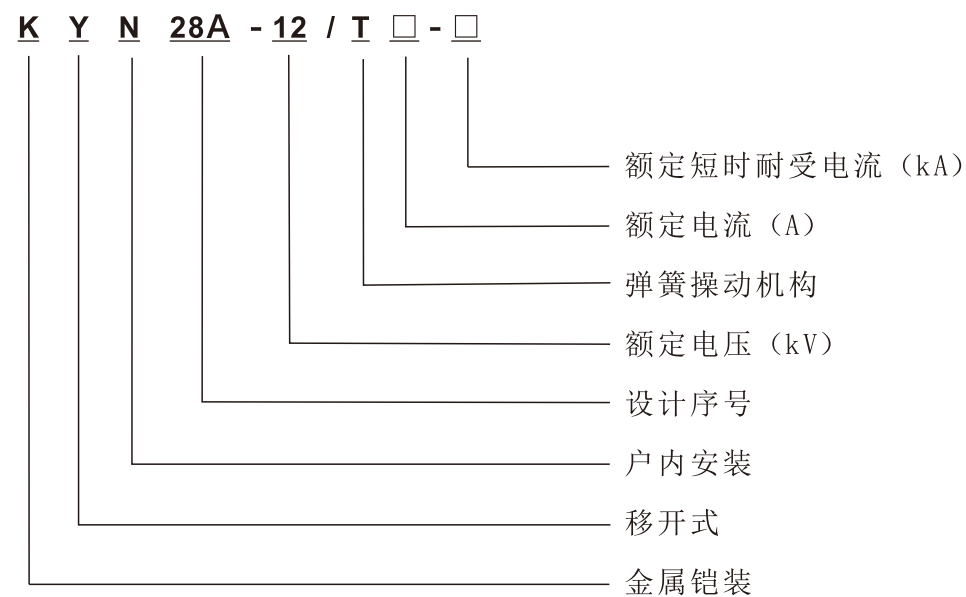 K Y N 28A - 12 / T □ - □
额定短时耐受电流（kA）
额定电流（A）
弹簧操动机构
额定电压（kV）
设计序号
户内安装
移开式
金属铠装